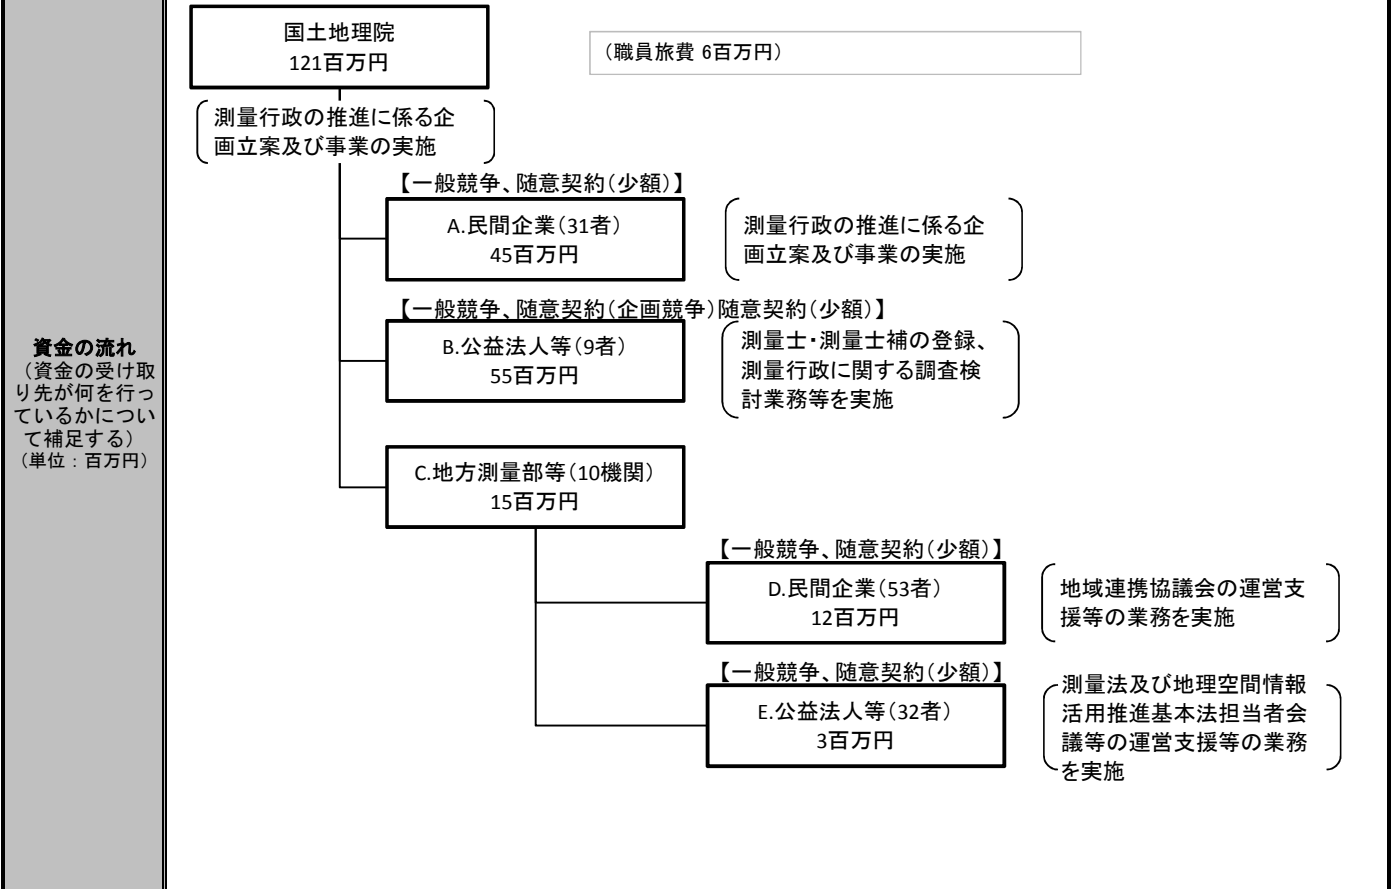 資金の流れ
（資金の受け取
り先が何を行っ
ているかについ
て補足する）
（単位：百万円）
国土地理院
121百万円
（職員旅費 6百万円）
測量行政の推進に係る企
画立案及び事業の実施
【一般競争、随意契約（少額）】
A.民間企業（31者）
45百万円
測量行政の推進に係る企
画立案及び事業の実施
【一般競争、随意契約（企画競争）随意契約（少額）】
B.公益法人等（9者）
55百万円
測量士・測量士補の登録、
測量行政に関する調査検
討業務等を実施
C.地方測量部等（10機関）
15百万円
【一般競争、随意契約（少額）】
D.民間企業（53者）
12百万円
地域連携協議会の運営支
援等の業務を実施
【一般競争、随意契約（少額）】
E.公益法人等（32者）
3百万円
測量法及び地理空間情報
活用推進基本法担当者会
議等の運営支援等の業務
を実施